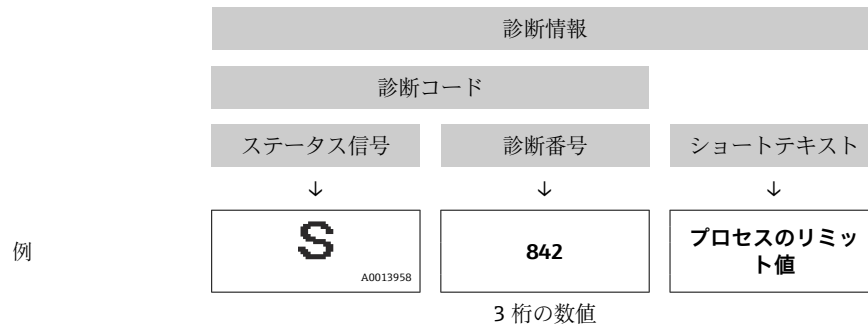 診断情報
診断コード
ステータス信号 診断番号 ショートテキスト
↓ ↓ ↓
例 S A0013958 842 プロセスのリミッ
ト値
3 桁の数値